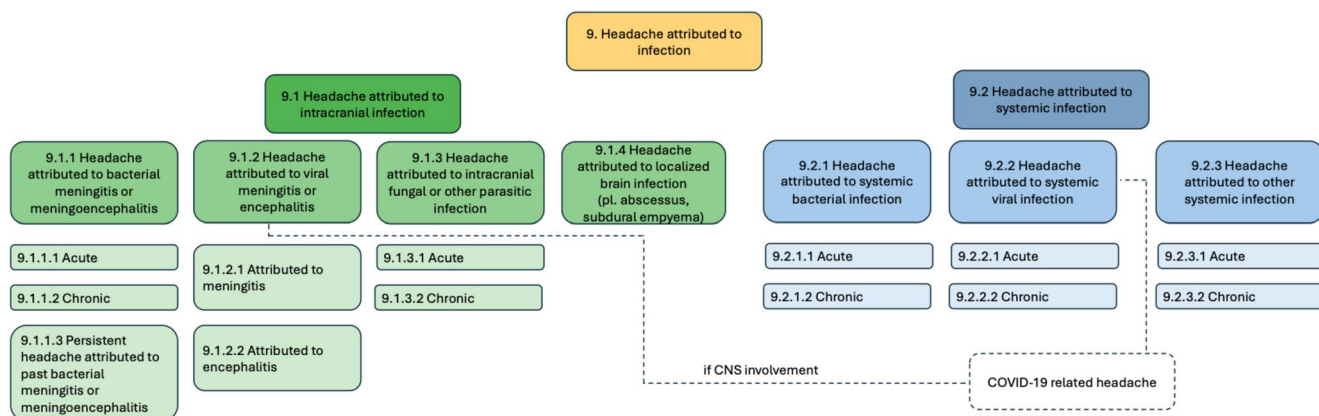 9. Headache attributed to
infection
9.1 Headache attributed to
intracranial infection
9.2 Headache attributed to
systemic infection
9.1.1 Headache
attributed to bacterial
meningitis or
meningoencephalitis
9.1.2 Headache
attributed to viral
meningitis or
encephalitis
9.1.3 Headache
attributed to intracranial
fungal or other parasitic
infection
9.1.4 Headache
attributed to localized
brain infection
(pl. abscessus,
subdural empyema)
9.2.1 Headache
attributed to systemic
bacterial infection
9.2.2 Headache
attributed to systemic
viral infection
9.2.3 Headache
attributed to other
systemic infection
9.1.1.1 Acute
9.1.1.2 Chronic
9.1.1.3 Persistent
headache attributed to
past bacterial
meningitis or
meningoencephalitis
9.1.2.1 Attributed to
meningitis
9.1.2.2 Attributed to
encephalitis
9.1.3.1 Acute
9.1.3.2 Chronic
9.2.1.1 Acute
9.2.1.2 Chronic
9.2.2.1 Acute
9.2.2.2 Chronic
9.2.3.1 Acute
9.2.3.2 Chronic
if CNS involvement
COVID-19 related headache